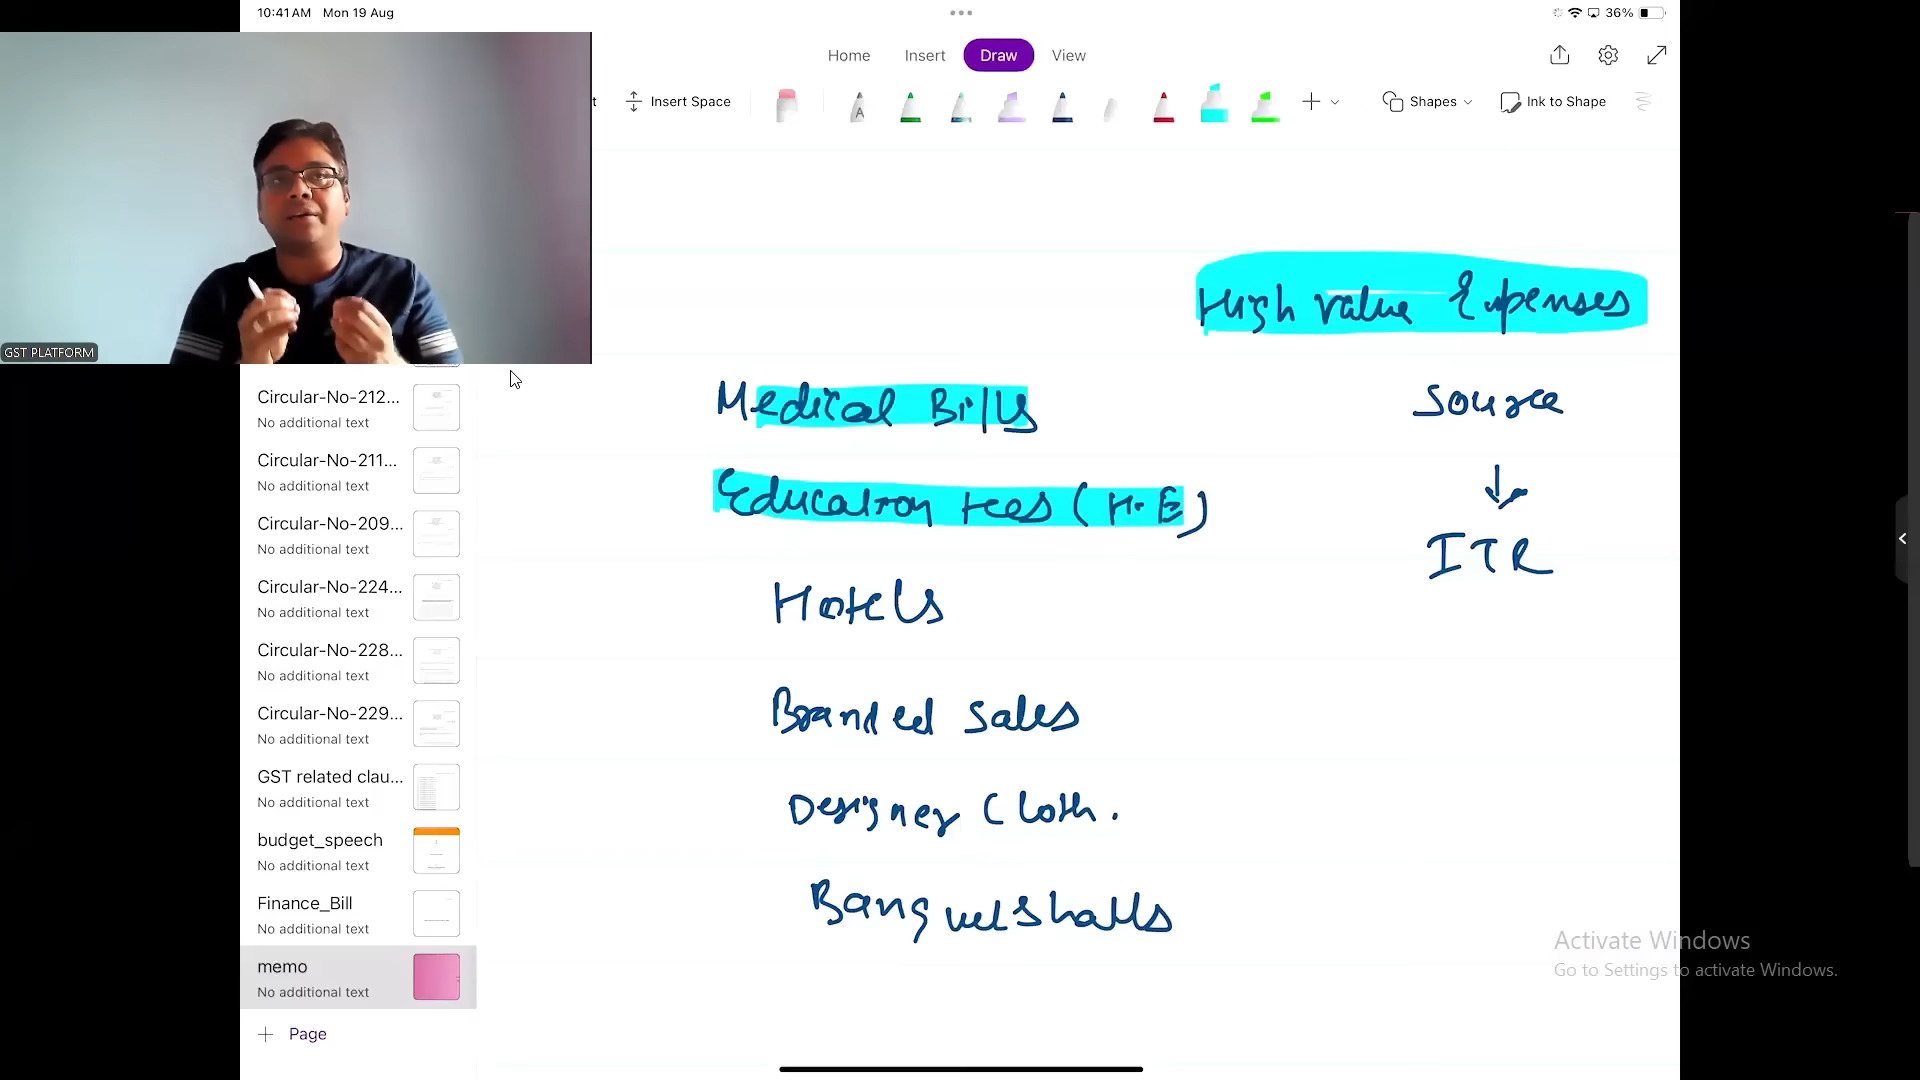 10:41 AM Mon 19 Aug
36%
Home Insert Draw View
Insert Space
Shapes
Ink to Shape
GST PLATFORM
High value Expenses
Medical Bills
Source
Education fees (H.E)
ITR
Hotels
Branded Sales
Designer Cloth.
Banquets halls
Circular-No-212...
No additional text
Circular-No-211...
No additional text
Circular-No-209...
No additional text
Circular-No-224...
No additional text
Circular-No-228...
No additional text
Circular-No-229...
No additional text
GST related clau...
No additional text
budget_speech
No additional text
Finance_Bill
No additional text
memo
No additional text
Page
Activate Windows
Go to Settings to activate Windows.